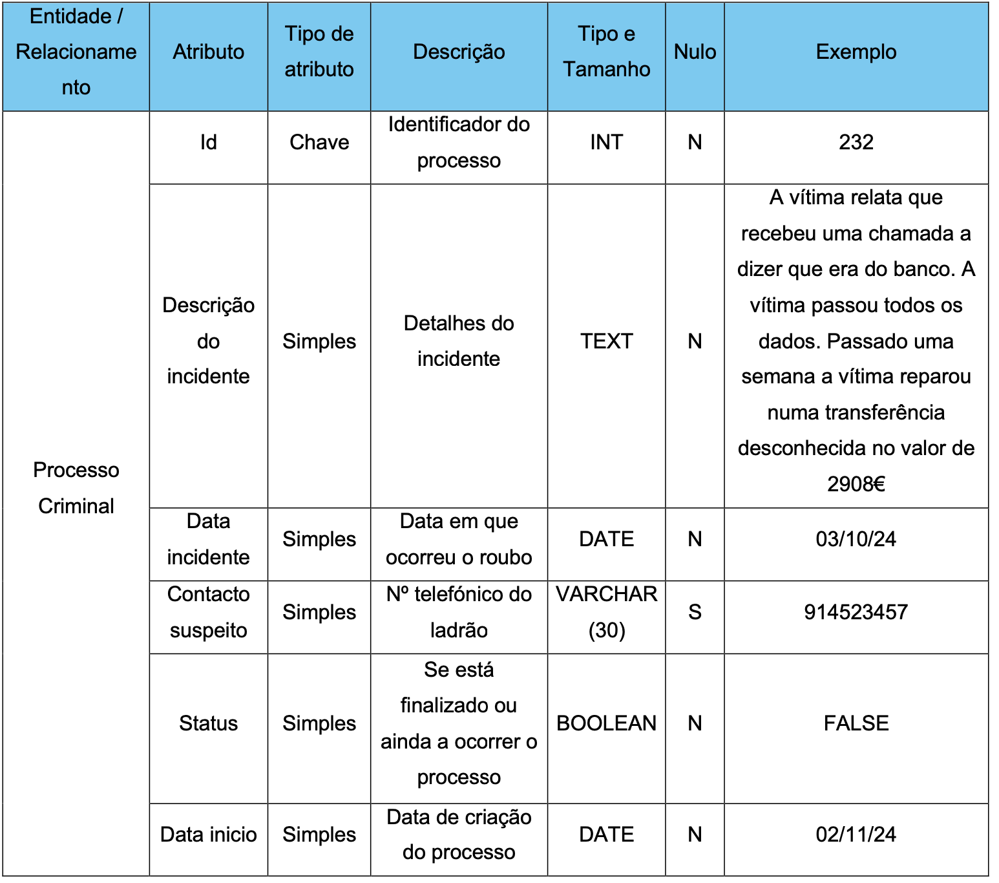 Entidade /
Relacioname
nto
Atributo
Tipo de
atributo
Descrição
Tipo e
Tamanho
Nulo
Exemplo
Processo
Criminal
Id
Chave
Identificador do
processo
INT
N
232
Descrição
do
incidente
Simples
Detalhes do
incidente
TEXT
N
A vítima relata que
recebeu uma chamada a
dizer que era do banco. A
vítima passou todos os
dados. Passado uma
semana a vítima reparou
numa transferência
desconhecida no valor de
2908€
Data
incidente
Simples
Data em que
ocorreu o roubo
DATE
N
03/10/24
Contacto
suspeito
Simples
Nº telefónico do
ladrão
VARCHAR
(30)
S
914523457
Status
Simples
Se está
finalizado ou
ainda a ocorrer o
processo
BOOLEAN
N
FALSE
Data inicio
Simples
Data de criação
do processo
DATE
N
02/11/24